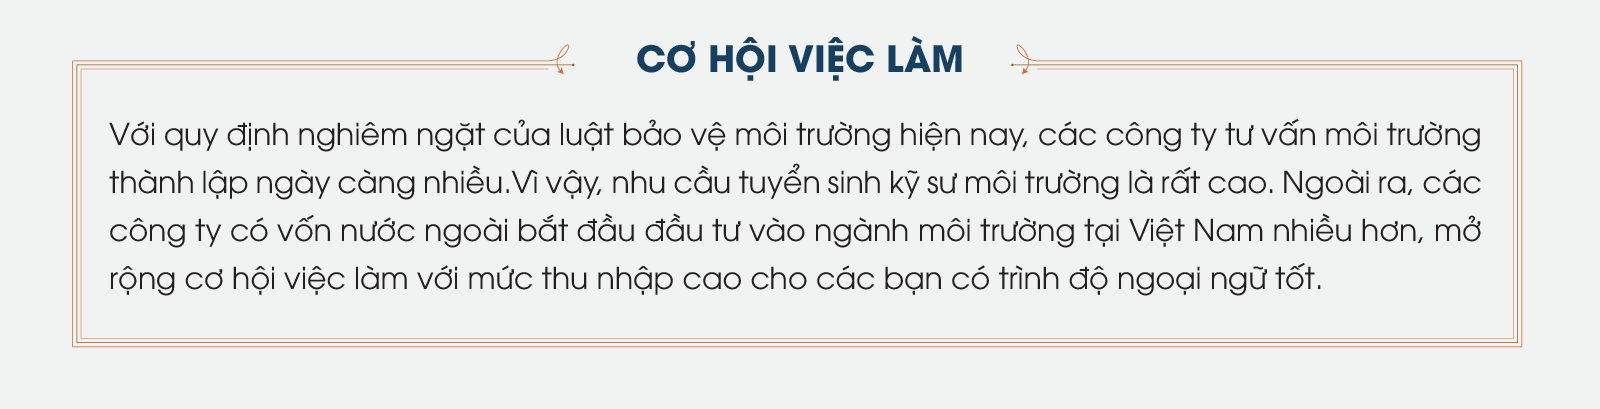 CƠ HỘI VIỆC LÀM
Với quy định nghiêm ngặt của luật bảo vệ môi trường hiện nay, các công ty tư vấn môi trường
thành lập ngày càng nhiều.Vì vậy, nhu cầu tuyển sinh kỹ sư môi trường là rất cao. Ngoài ra, các
công ty có vốn nước ngoài bắt đầu đầu tư vào ngành môi trường tại Việt Nam nhiều hơn, mở
rộng cơ hội việc làm với mức thu nhập cao cho các bạn có trình độ ngoại ngữ tốt.